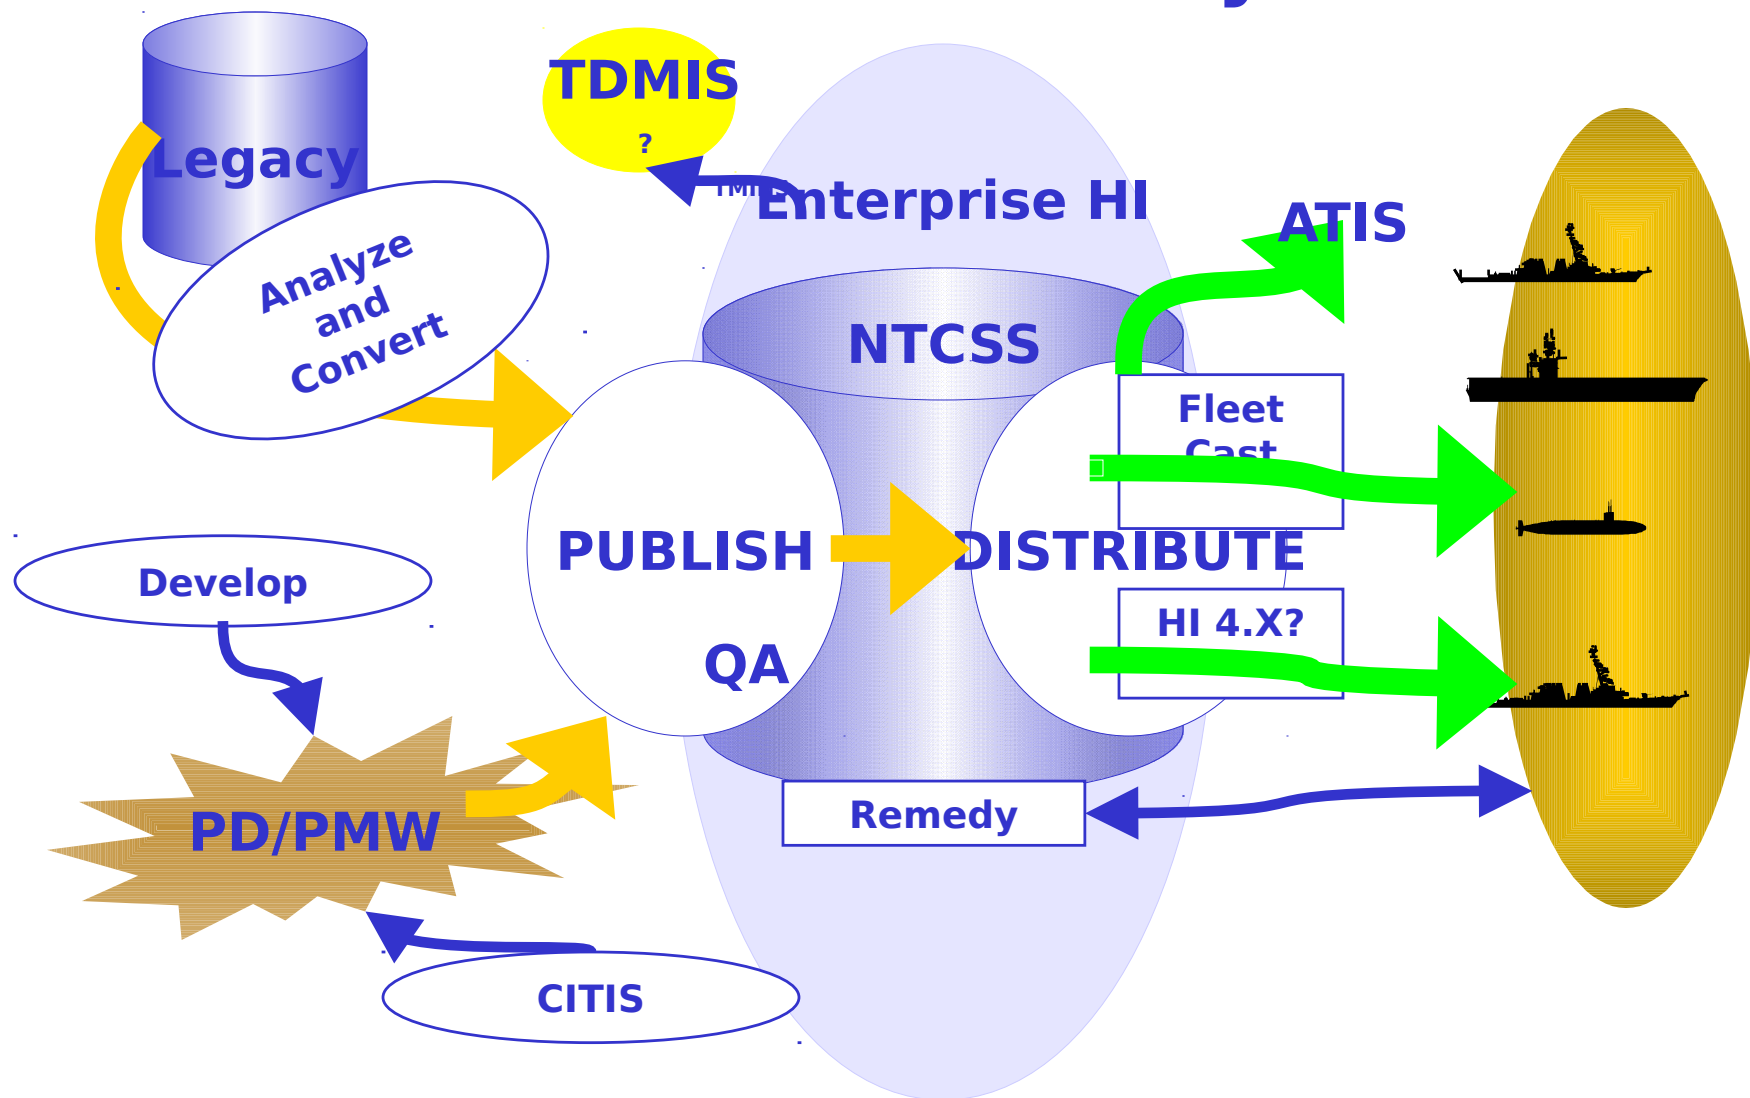 TDMIS
?
Legacy
Enterprise HI
ATIS
Analyze
and
Convert
NTCSS
Fleet
Cast
PUBLISH
DISTRIBUTE
Develop
HI 4.X?
QA
PD/PMW
Remedy
CITIS